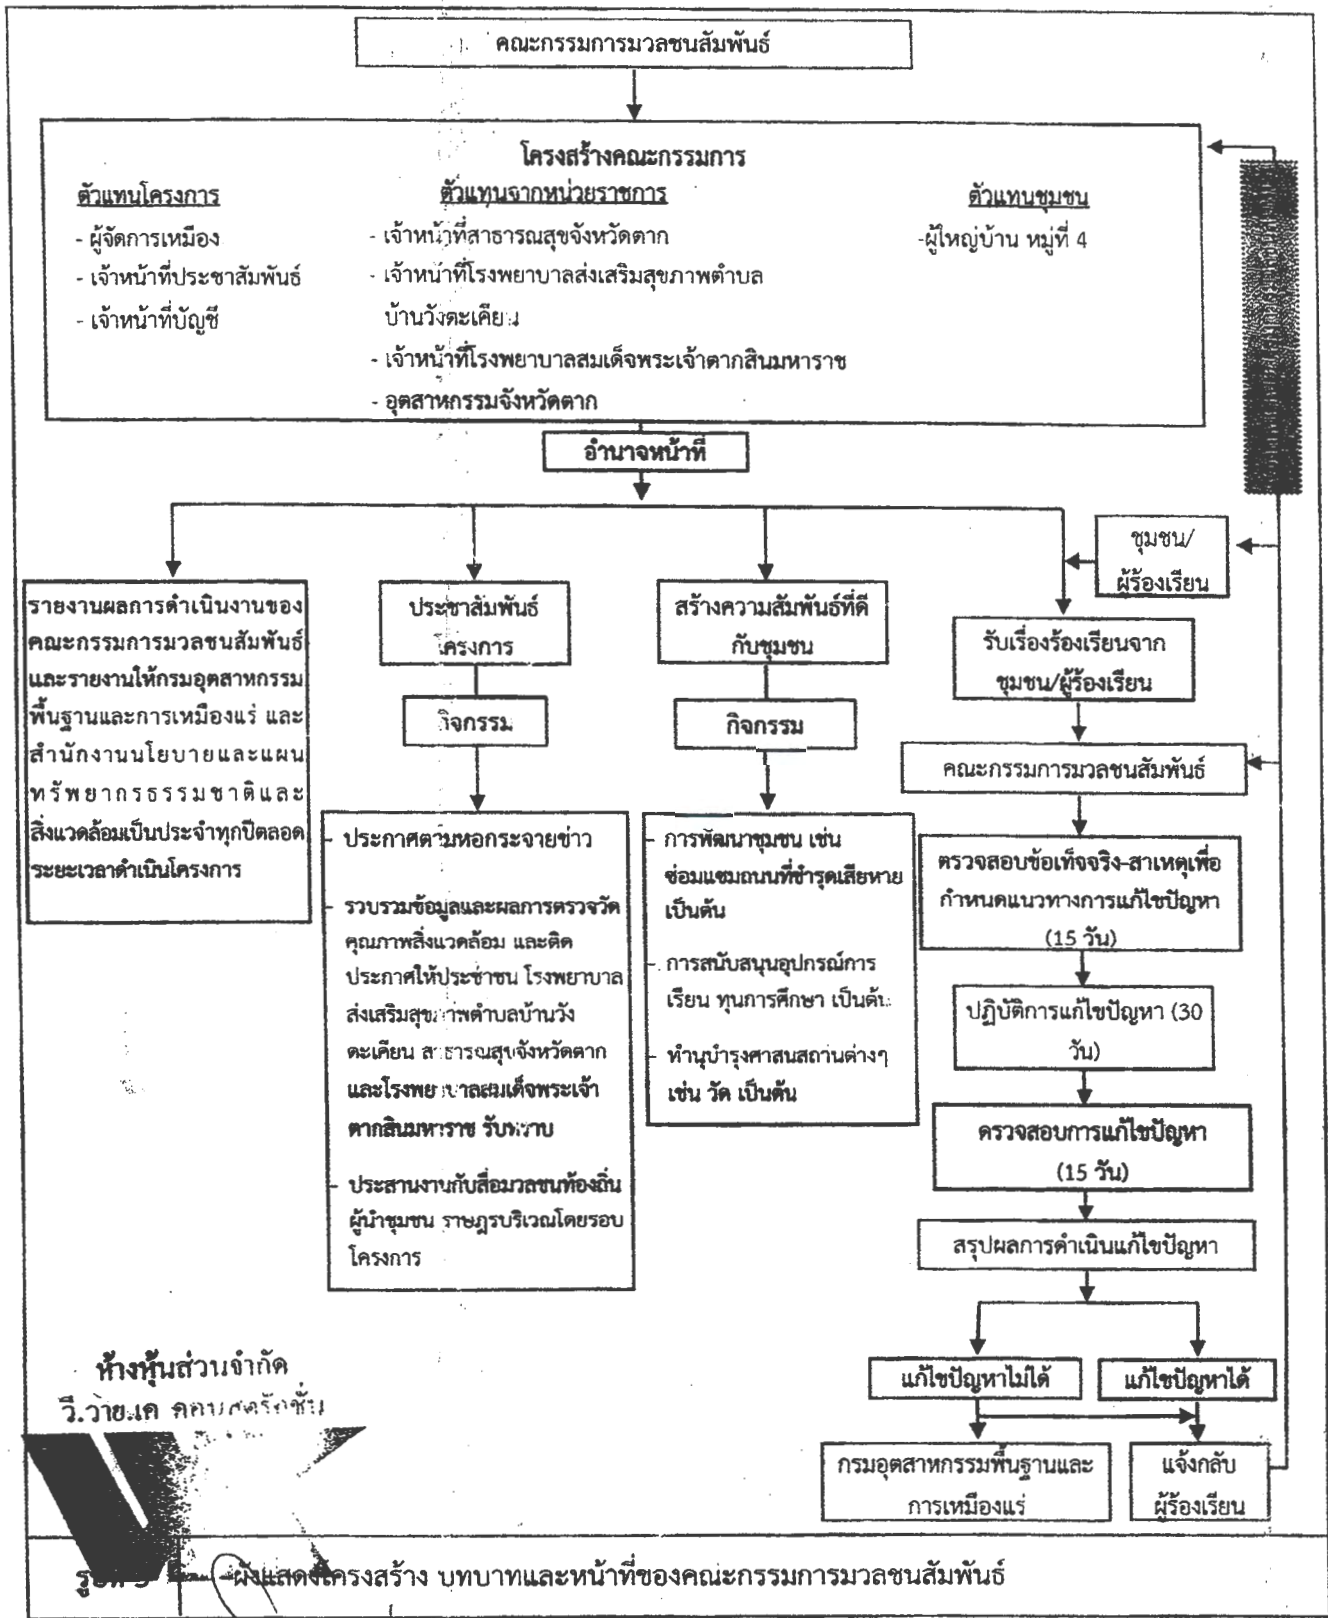 คณะกรรมการมวลชนสัมพันธ์
โครงสร้างคณะกรรมการ
ตัวแทนโครงการ
- ผู้จัดการเหมือง
- เจ้าหน้าที่ประชาสัมพันธ์
- เจ้าหน้าที่บัญชี
ตัวแทนจากหน่วยราชการ
- เจ้าหน้าที่สาธารณสุขจังหวัดตาก
- เจ้าหน้าที่โรงพยาบาลส่งเสริมสุขภาพตำบล
บ้านวังตะเคียน
- เจ้าหน้าที่โรงพยาบาลสมเด็จพระเจ้าตากสินมหาราช
- อุตสาหกรรมจังหวัดตาก
ตัวแทนชุมชน
-ผู้ใหญ่บ้าน หมู่ที่ 4
อำนาจหน้าที่
รายงานผลการดำเนินงานของ
คณะกรรมการมวลชนสัมพันธ์
และรายงานให้กรมอุตสาหกรรม
พื้นฐานและการเหมืองแร่ และ
สำนักงานนโยบายและแผน
ทรัพยากรธรรมชาติและ
สิ่งแวดล้อมเป็นประจำทุกปีตลอด
ระยะเวลาดำเนินโครงการ
ประชาสัมพันธ์
โครงการ
กิจกรรม
- ประกาศตามหอกระจายข่าว
- รวบรวมข้อมูลและผลการตรวจวัด
คุณภาพสิ่งแวดล้อม และติด
ประกาศให้ประชาชน โรงพยาบาล
ส่งเสริมสุขภาพตำบลบ้านวัง
ตะเคียน สาธารณสุขจังหวัดตาก
และโรงพยาบาลสมเด็จพระเจ้า
ตากสินมหาราช รับทราบ
- ประสานงานกับสื่อมวลชนท้องถิ่น
ผู้นำชุมชน ราษฎรบริเวณโดยรอบ
โครงการ
สร้างความสัมพันธ์ที่ดี
กับชุมชน
กิจกรรม
- การพัฒนาชุมชน เช่น
ซ่อมแซมถนนที่ชำรุดเสียหาย
เป็นต้น
- การสนับสนุนอุปกรณ์การ
เรียน ทุนการศึกษา เป็นต้น
- ทำนุบำรุงศาสนสถานต่างๆ
เช่น วัด เป็นต้น
ชุมชน/
ผู้ร้องเรียน
รับเรื่องร้องเรียนจาก
ชุมชน/ผู้ร้องเรียน
คณะกรรมการมวลชนสัมพันธ์
ตรวจสอบข้อเท็จจริง-สาเหตุเพื่อ
กำหนดแนวทางการแก้ไขปัญหา
(15 วัน)
ปฏิบัติการแก้ไขปัญหา (30
วัน)
ตรวจสอบการแก้ไขปัญหา
(15 วัน)
สรุปผลการดำเนินแก้ไขปัญหา
แก้ไขปัญหาไม่ได้
แก้ไขปัญหาได้
กรมอุตสาหกรรมพื้นฐานและ
การเหมืองแร่
แจ้งกลับ
ผู้ร้องเรียน
ห้างหุ้นส่วนจำกัด
วี.วาย.เค คอนสตรัคชั่น
ผังแสดงโครงสร้าง บทบาทและหน้าที่ของคณะกรรมการมวลชนสัมพันธ์